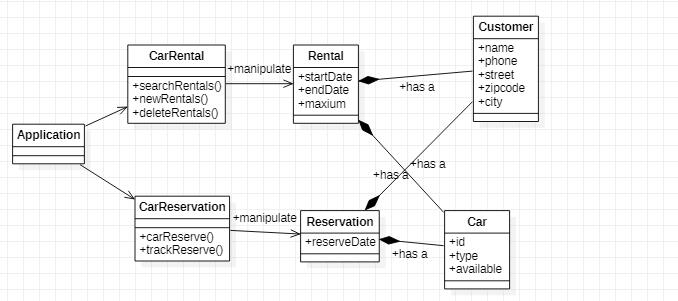 Customer
+name
+phone
+street
+zipcode
+city
CarRental
+searchRentals()
+newRentals()
+deleteRentals()
+manipulate
Rental
+startDate
+endDate
+maxium
+has a
Application
+has a
+has a
CarReservation
+carReserve()
+trackReserve()
+manipulate
Reservation
+reserveDate
+has a
Car
+id
+type
+available